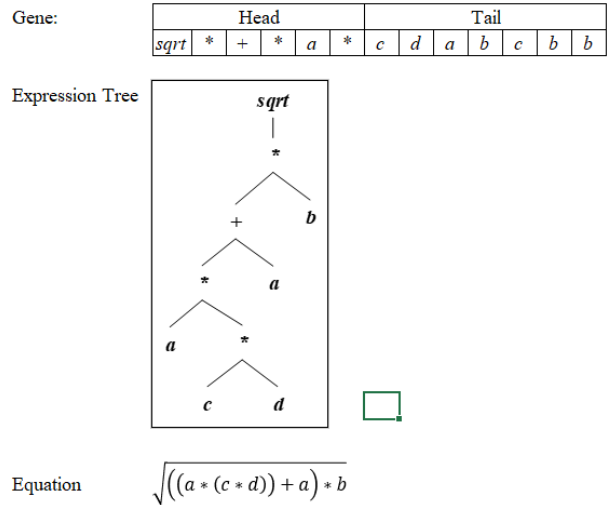 Gene: Head Tail
sqrt * + * a * c d a b c b b
Expression Tree
sqrt
*
+ b
* a
a *
c d
Equation √((a * (c * d)) + a) * b